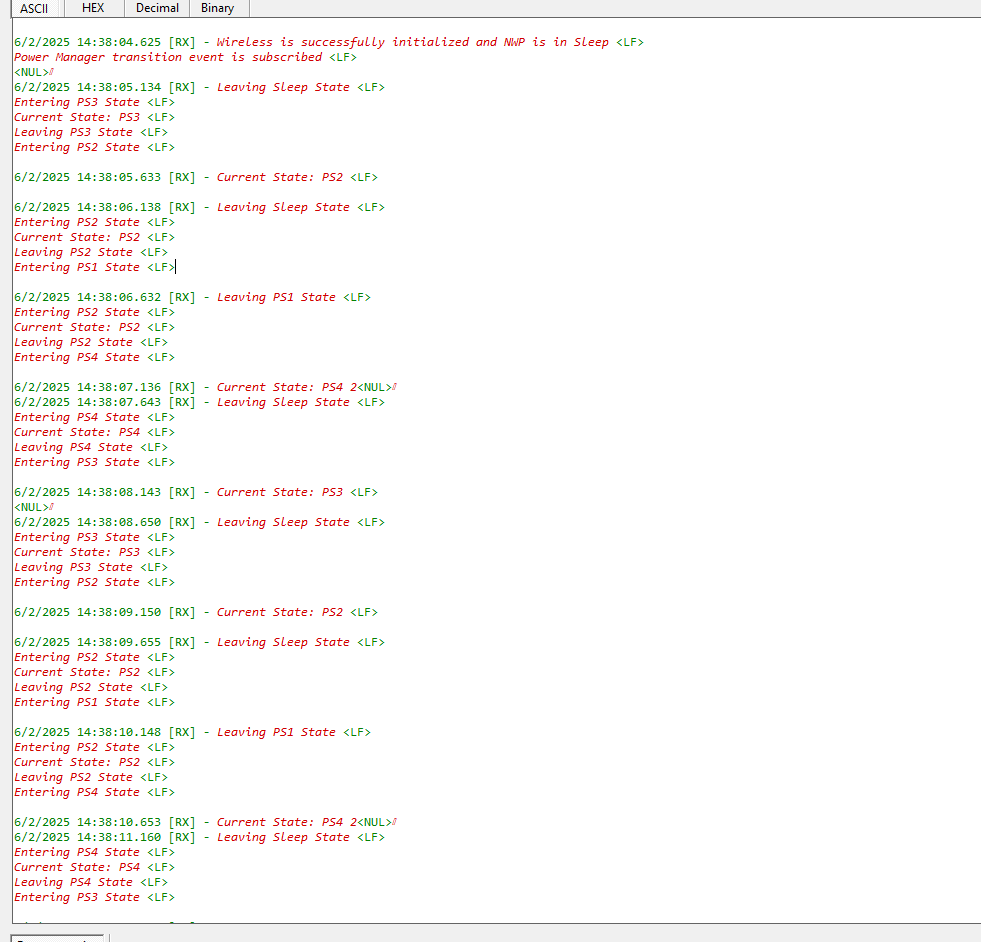 ASCII HEX Decimal Binary
6/2/2025 14:38:04.625 [RX] - Wireless is successfully initialized and NWP is in Sleep <LF>
Power Manager transition event is subscribed <LF>
<NUL>
6/2/2025 14:38:05.134 [RX] - Leaving Sleep State <LF>
Entering PS3 State <LF>
Current State: PS3 <LF>
Leaving PS3 State <LF>
Entering PS2 State <LF>
6/2/2025 14:38:05.633 [RX] - Current State: PS2 <LF>
6/2/2025 14:38:06.138 [RX] - Leaving Sleep State <LF>
Entering PS2 State <LF>
Current State: PS2 <LF>
Leaving PS2 State <LF>
Entering PS1 State <LF>
6/2/2025 14:38:06.632 [RX] - Leaving PS1 State <LF>
Entering PS2 State <LF>
Current State: PS2 <LF>
Leaving PS2 State <LF>
Entering PS4 State <LF>
6/2/2025 14:38:07.136 [RX] - Current State: PS4 2<NUL>
6/2/2025 14:38:07.643 [RX] - Leaving Sleep State <LF>
Entering PS4 State <LF>
Current State: PS4 <LF>
Leaving PS4 State <LF>
Entering PS3 State <LF>
6/2/2025 14:38:08.143 [RX] - Current State: PS3 <LF>
<NUL>
6/2/2025 14:38:08.650 [RX] - Leaving Sleep State <LF>
Entering PS3 State <LF>
Current State: PS3 <LF>
Leaving PS3 State <LF>
Entering PS2 State <LF>
6/2/2025 14:38:09.150 [RX] - Current State: PS2 <LF>
6/2/2025 14:38:09.655 [RX] - Leaving Sleep State <LF>
Entering PS2 State <LF>
Current State: PS2 <LF>
Leaving PS2 State <LF>
Entering PS1 State <LF>
6/2/2025 14:38:10.148 [RX] - Leaving PS1 State <LF>
Entering PS2 State <LF>
Current State: PS2 <LF>
Leaving PS2 State <LF>
Entering PS4 State <LF>
6/2/2025 14:38:10.653 [RX] - Current State: PS4 2<NUL>
6/2/2025 14:38:11.160 [RX] - Leaving Sleep State <LF>
Entering PS4 State <LF>
Current State: PS4 <LF>
Leaving PS4 State <LF>
Entering PS3 State <LF>